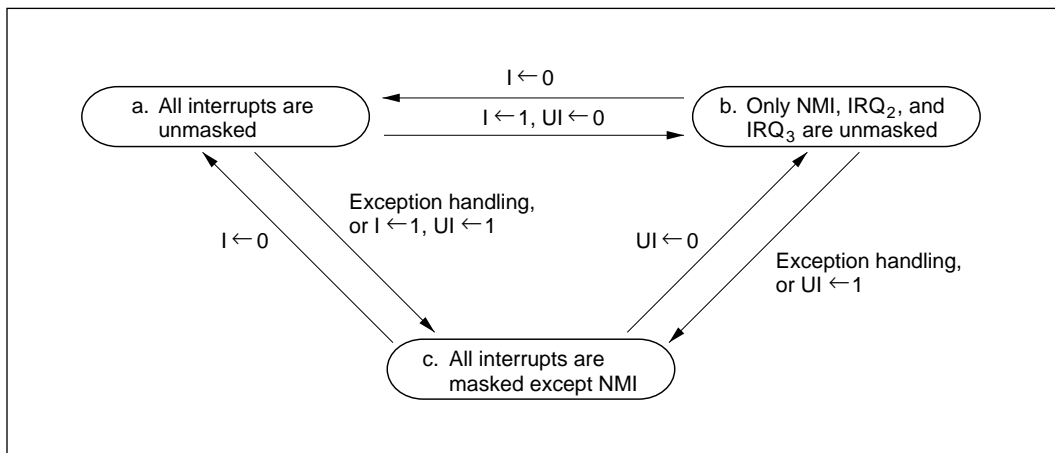 I ← 0
a. All interrupts are
unmasked
I ← 1, UI ← 0
b. Only NMI, IRQ2, and
IRQ3 are unmasked
Exception handling,
or I ← 1, UI ← 1
I ← 0
UI ← 0
Exception handling,
or UI ← 1
c. All interrupts are
masked except NMI